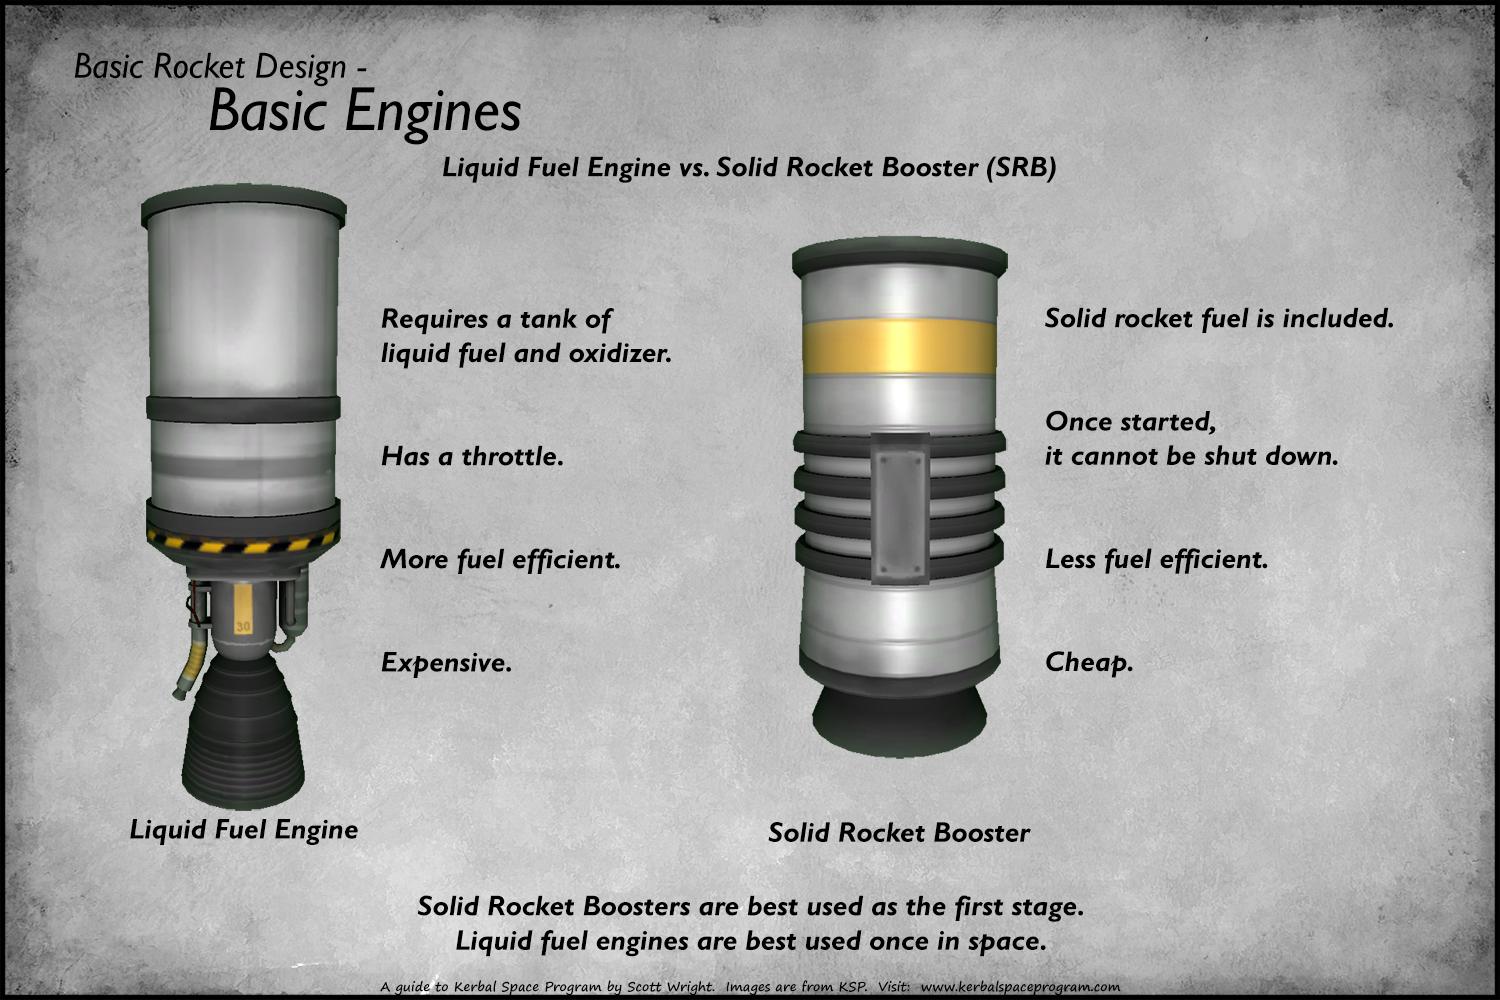 Basic Rocket Design -
Basic Engines
Liquid Fuel Engine vs. Solid Rocket Booster (SRB)
Requires a tank of
liquid fuel and oxidizer.
Has a throttle.
More fuel efficient.
Expensive.
30
Liquid Fuel Engine
Solid rocket fuel is included.
Once started,
it cannot be shut down.
Less fuel efficient.
Cheap.
Solid Rocket Booster
Solid Rocket Boosters are best used as the first stage.
Liquid fuel engines are best used once in space.
A guide to Kerbal Space Program by Scott Wright.  Images are from KSP.  Visit:  www.kerbalspaceprogram.com